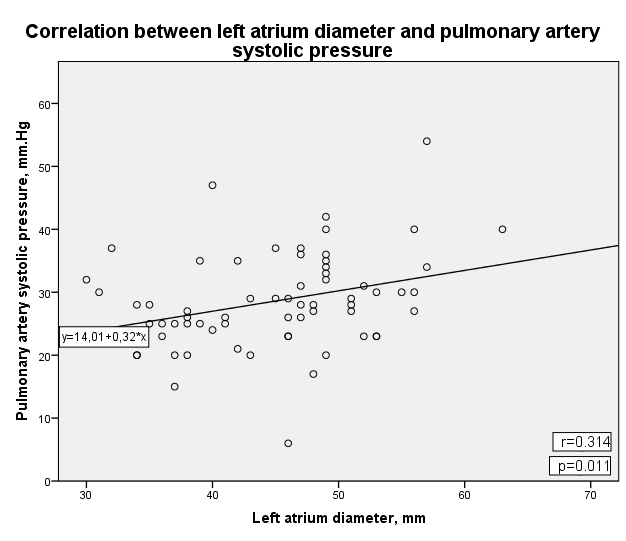 Correlation between left atrium diameter and pulmonary artery
systolic pressure
Pulmonary artery systolic pressure, mm.Hg
60
50
40
30
20
10
0
y=14,01+0,32*x
r=0.314
p=0.011
30 40 50 60 70
Left atrium diameter, mm